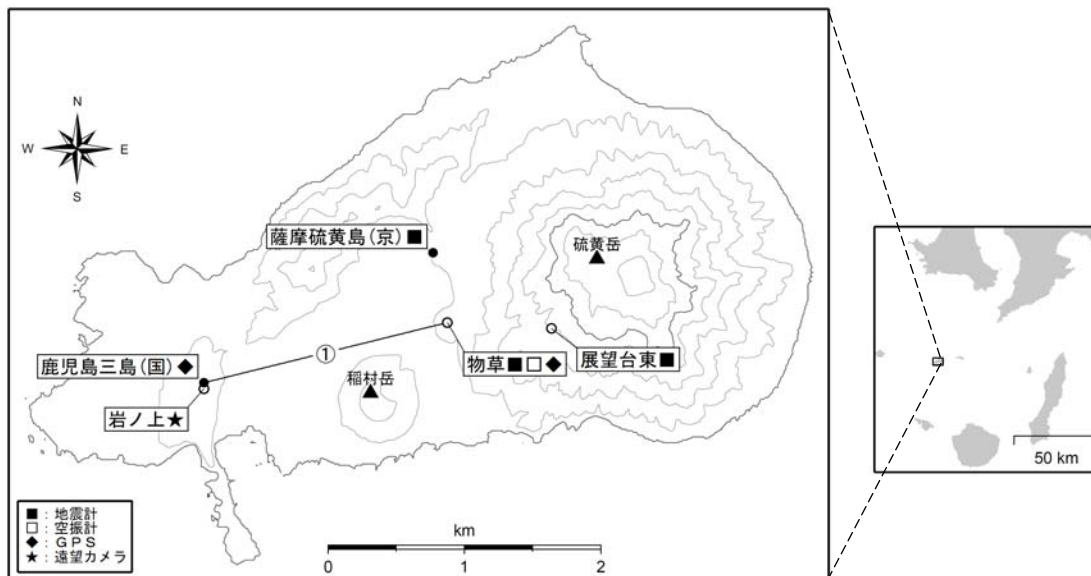 N
W
E
S
薩摩硫黄島(京)■
硫黄岳
①
鹿児島三島(国)◆
物草■□◆
展望台東■
稲村岳
岩ノ上★
■:地震計
□:空振計
◆:GPS
★:遠望カメラ
km
0 1 2
50 km